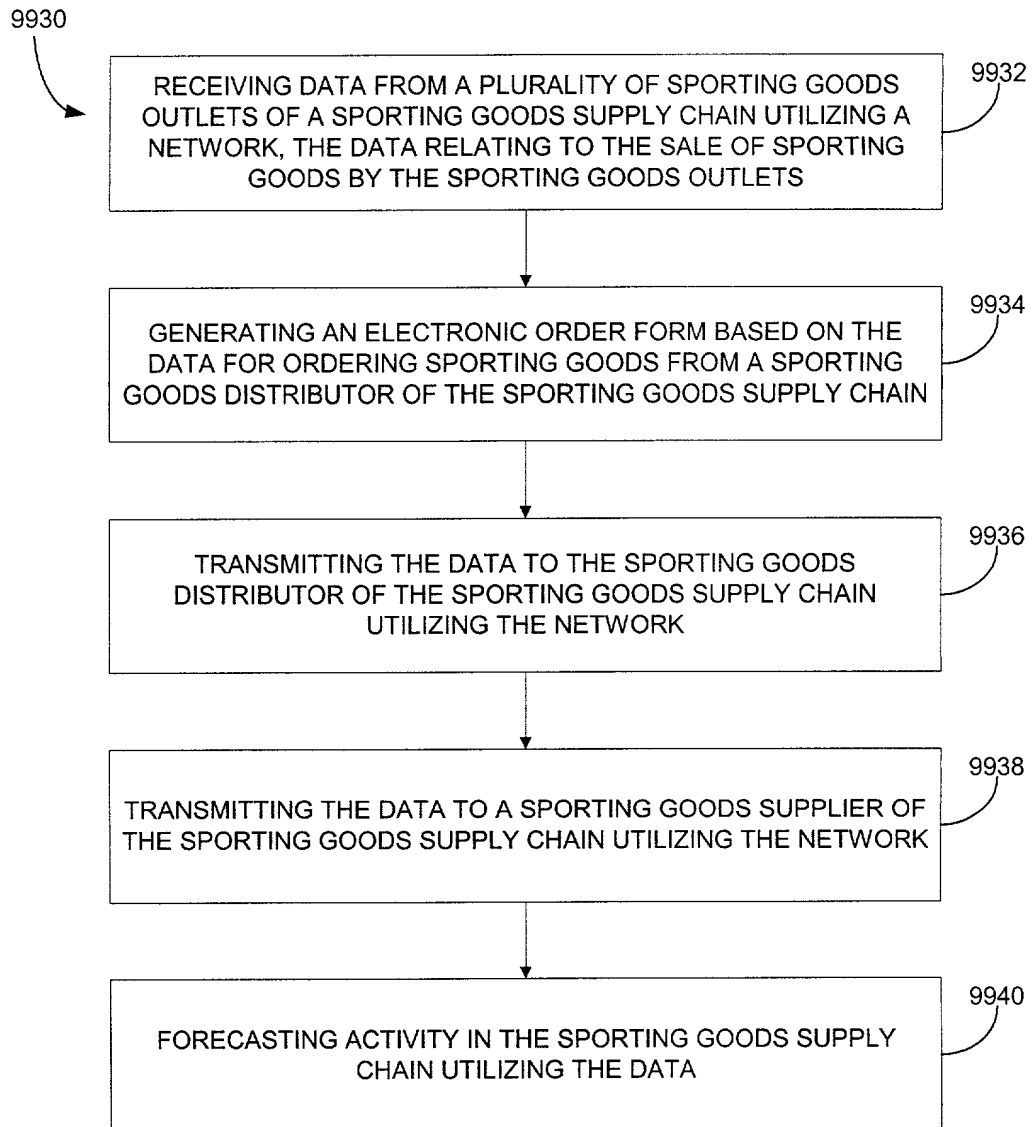 9930
RECEIVING DATA FROM A PLURALITY OF SPORTING GOODS
OUTLETS OF A SPORTING GOODS SUPPLY CHAIN UTILIZING A
NETWORK, THE DATA RELATING TO THE SALE OF SPORTING
GOODS BY THE SPORTING GOODS OUTLETS
9932
GENERATING AN ELECTRONIC ORDER FORM BASED ON THE
DATA FOR ORDERING SPORTING GOODS FROM A SPORTING
GOODS DISTRIBUTOR OF THE SPORTING GOODS SUPPLY CHAIN
9934
TRANSMITTING THE DATA TO THE SPORTING GOODS
DISTRIBUTOR OF THE SPORTING GOODS SUPPLY CHAIN
UTILIZING THE NETWORK
9936
TRANSMITTING THE DATA TO A SPORTING GOODS SUPPLIER OF
THE SPORTING GOODS SUPPLY CHAIN UTILIZING THE NETWORK
9938
FORECASTING ACTIVITY IN THE SPORTING GOODS SUPPLY
CHAIN UTILIZING THE DATA
9940